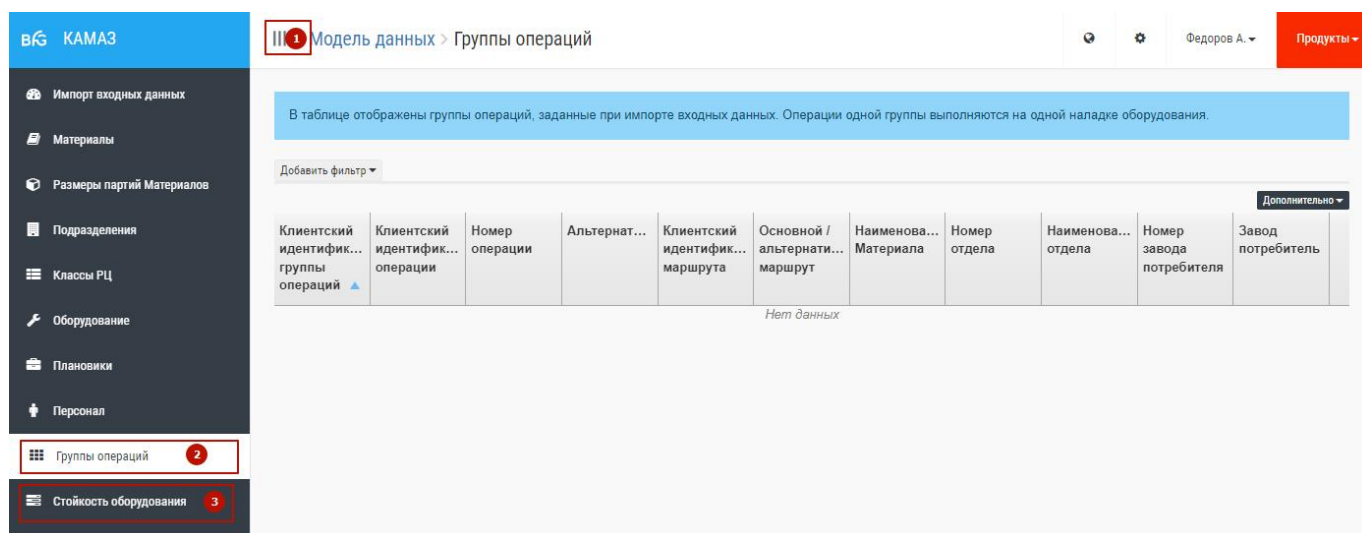 BFG КАМАЗ
1 Модель данных > Группы операций
Федоров А.
Продукты
Импорт входных данных
Материалы
Размеры партий Материалов
Подразделения
Классы РЦ
Оборудование
Плановики
Персонал
Группы операций 2
Стойкость оборудования 3
В таблице отображены группы операций, заданные при импорте входных данных. Операции одной группы выполняются на одной наладке оборудования.
Добавить фильтр
Дополнительно
Клиентский
идентифик...
группы
операций
Клиентский
идентифик...
операции
Номер
операции
Альтернат...
Клиентский
идентифик...
маршрута
Основной /
альтернати...
маршрут
Наименова...
Материала
Номер
отдела
Наименова...
отдела
Номер
завода
потребителя
Завод
потребитель
Нет данных